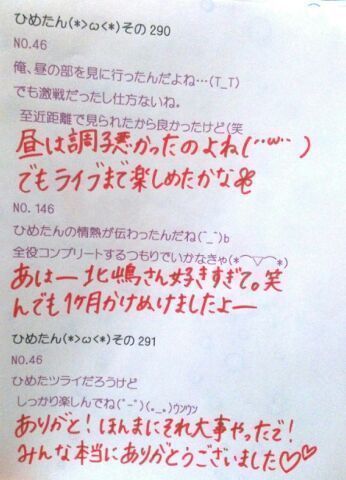 ひめたん(*>ω<*)その290
NO.46
俺、昼の部を見に行ったんだよね…(T_T)
でも激戦だったし仕方ないね。
至近距離で見られたから良かったけど(笑
昼は調子悪かったのよね(´･ω･｀)
でもライブまで楽しめたかな
NO. 146
ひめたんの情熱が伝わったんだね(^_^)b
全役コンプリートするつもりでいかなきゃ(*⌒▽⌒*)
あはー北嶋さん好きすぎて。笑
んでも1ヶ月かけぬけましたよー
ひめたん(*>ω<*)その291
NO.46
ひめたツライだろうけど
しっかり楽しんでね(ﾟｰﾟ)(｡_｡)ｳﾝｳﾝ
ありがと!ほんまにそれ大事やったで!
みんな本当にありがとうございました♡♡